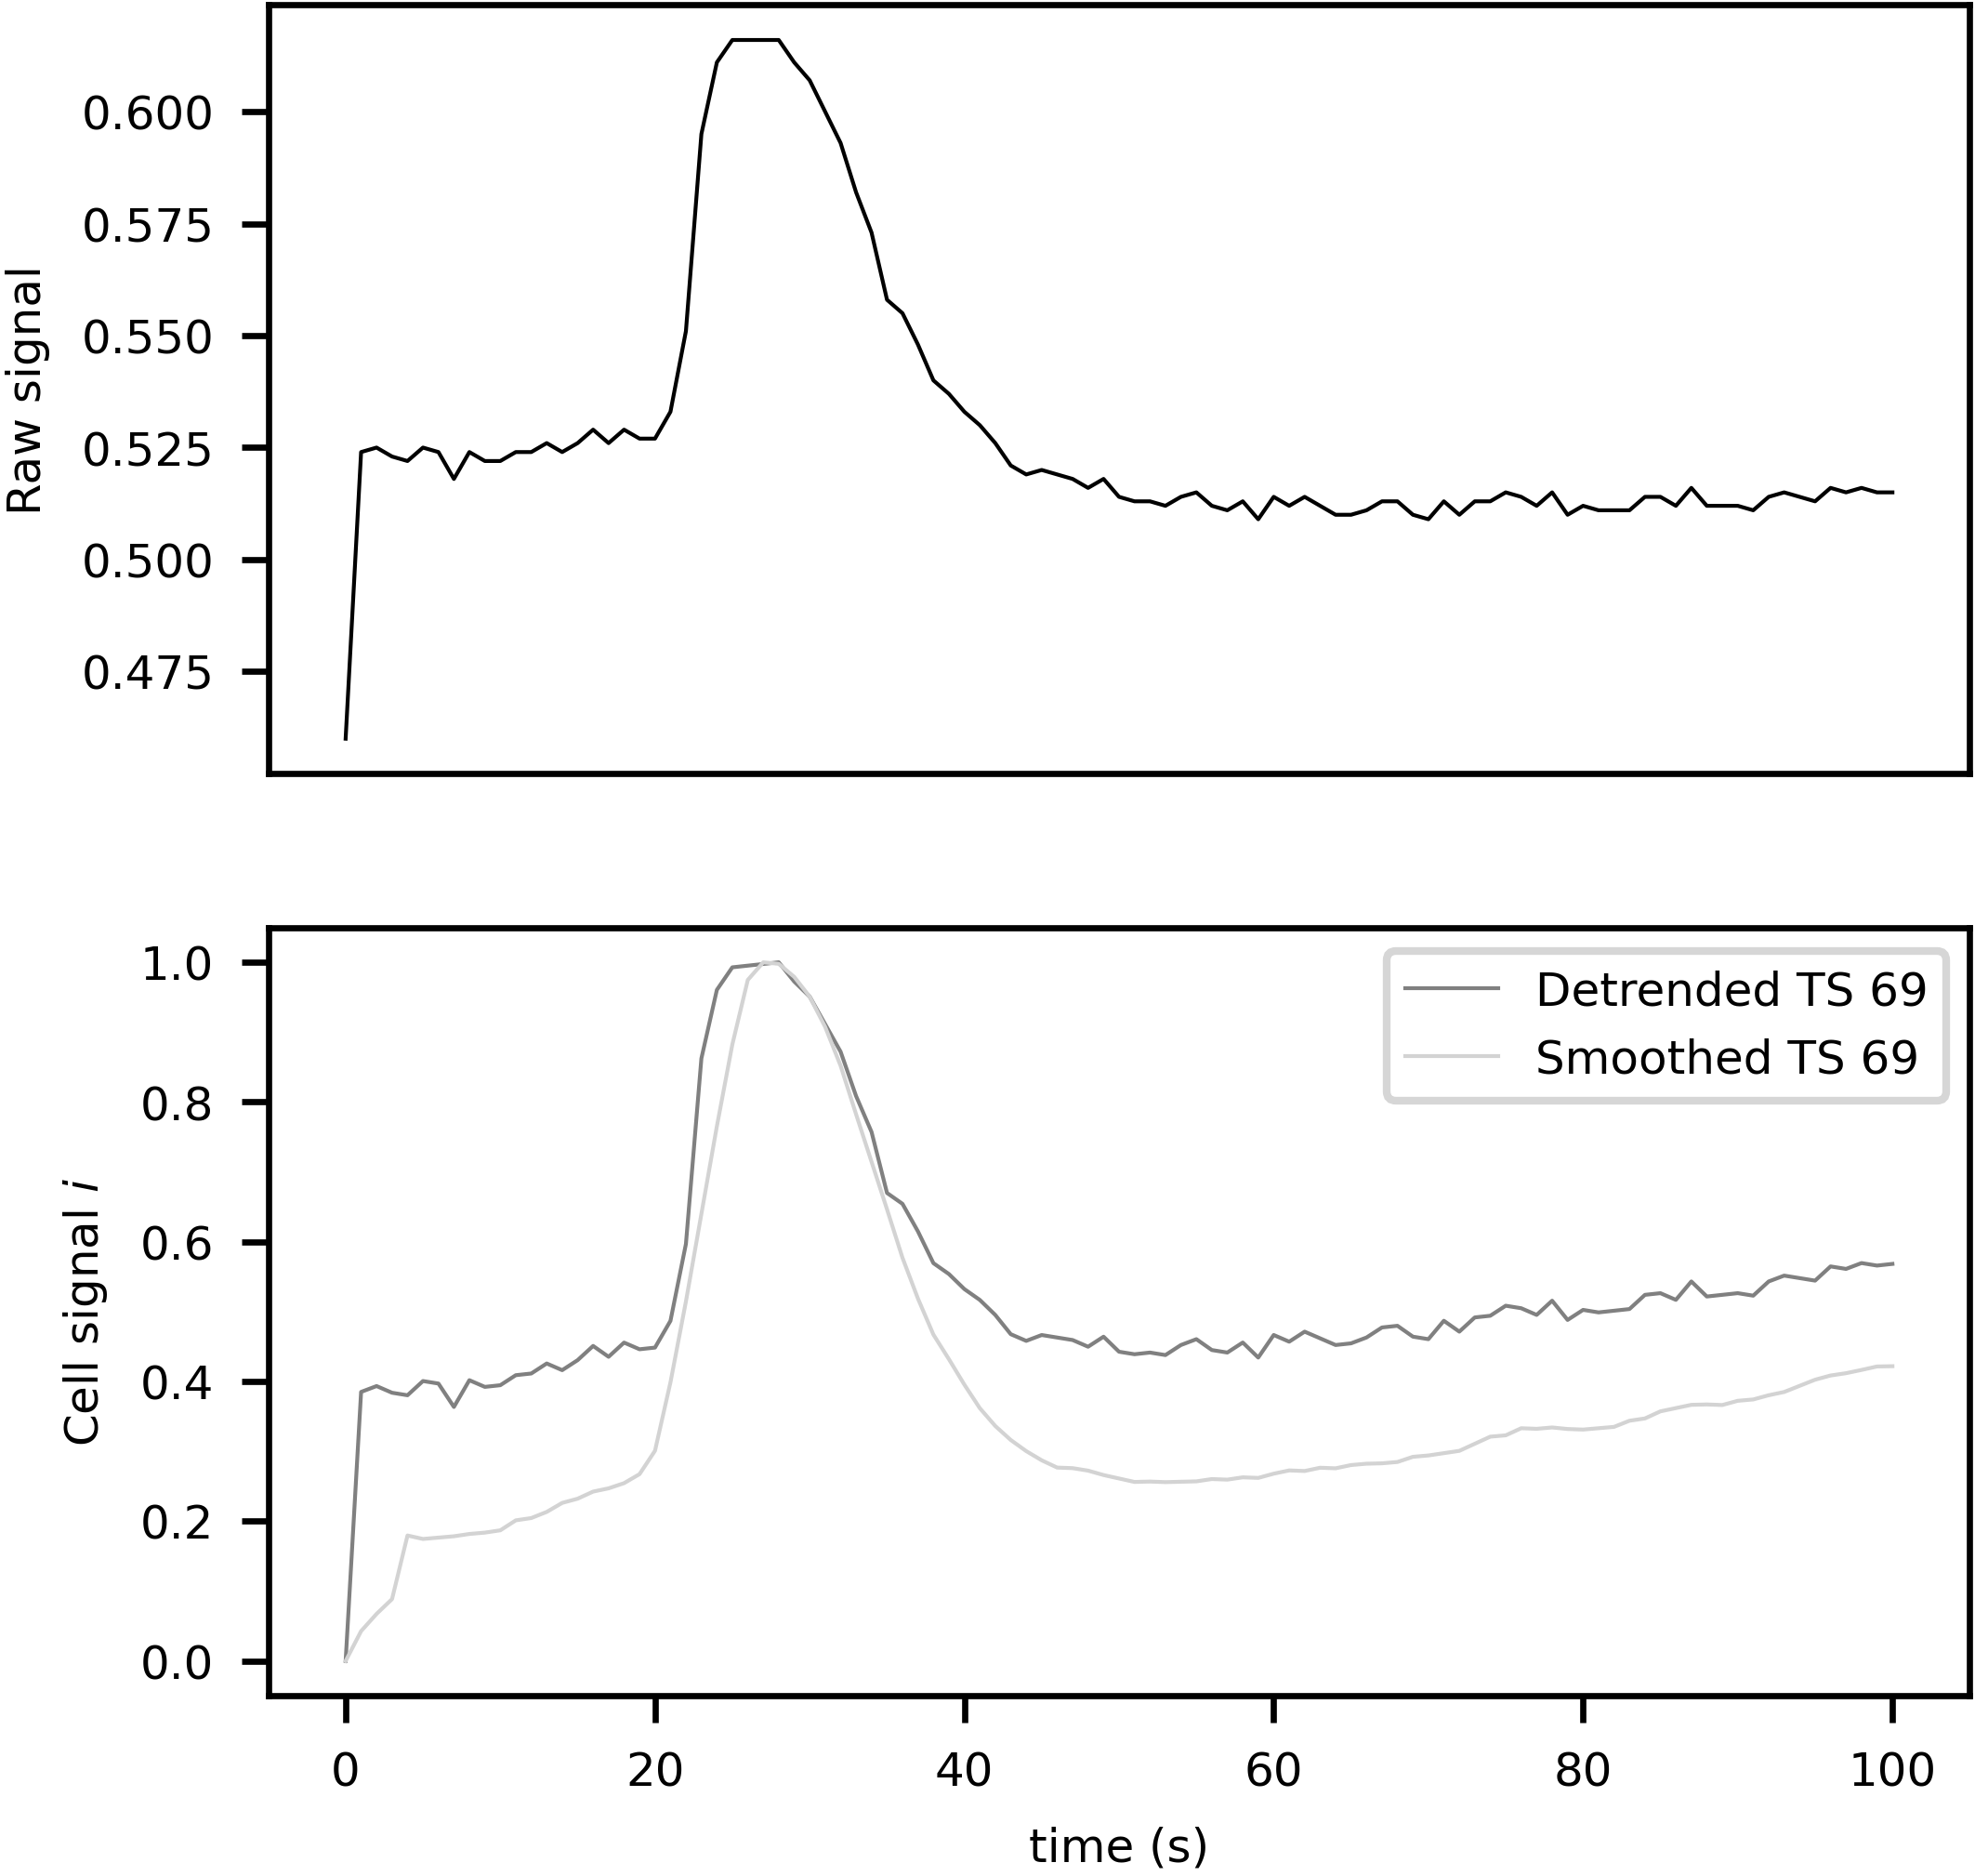 Raw signal
0.600
0.575
0.550
0.525
0.500
0.475
Cell signal i
1.0
0.8
0.6
0.4
0.2
0.0
Detrended TS 69
Smoothed TS 69
0 20 40 60 80 100
time (s)